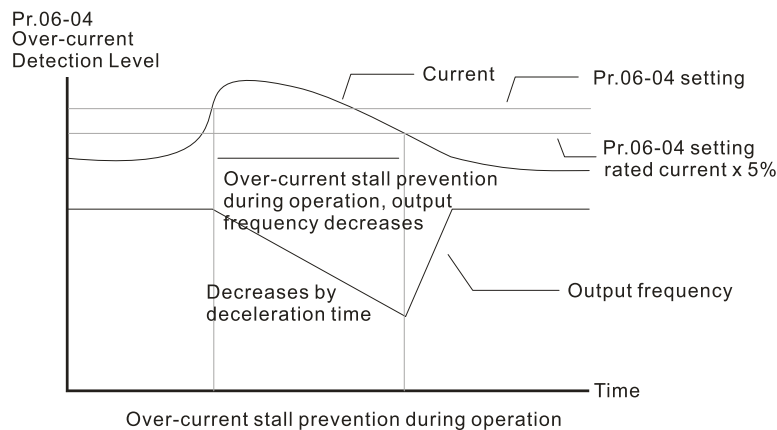 Pr.06-04
Over-current
Detection Level
Current
Pr.06-04 setting
Pr.06-04 setting
rated current x 5%
Over-current stall prevention
during operation, output
frequency decreases
Decreases by
deceleration time
Output frequency
Time
Over-current stall prevention during operation